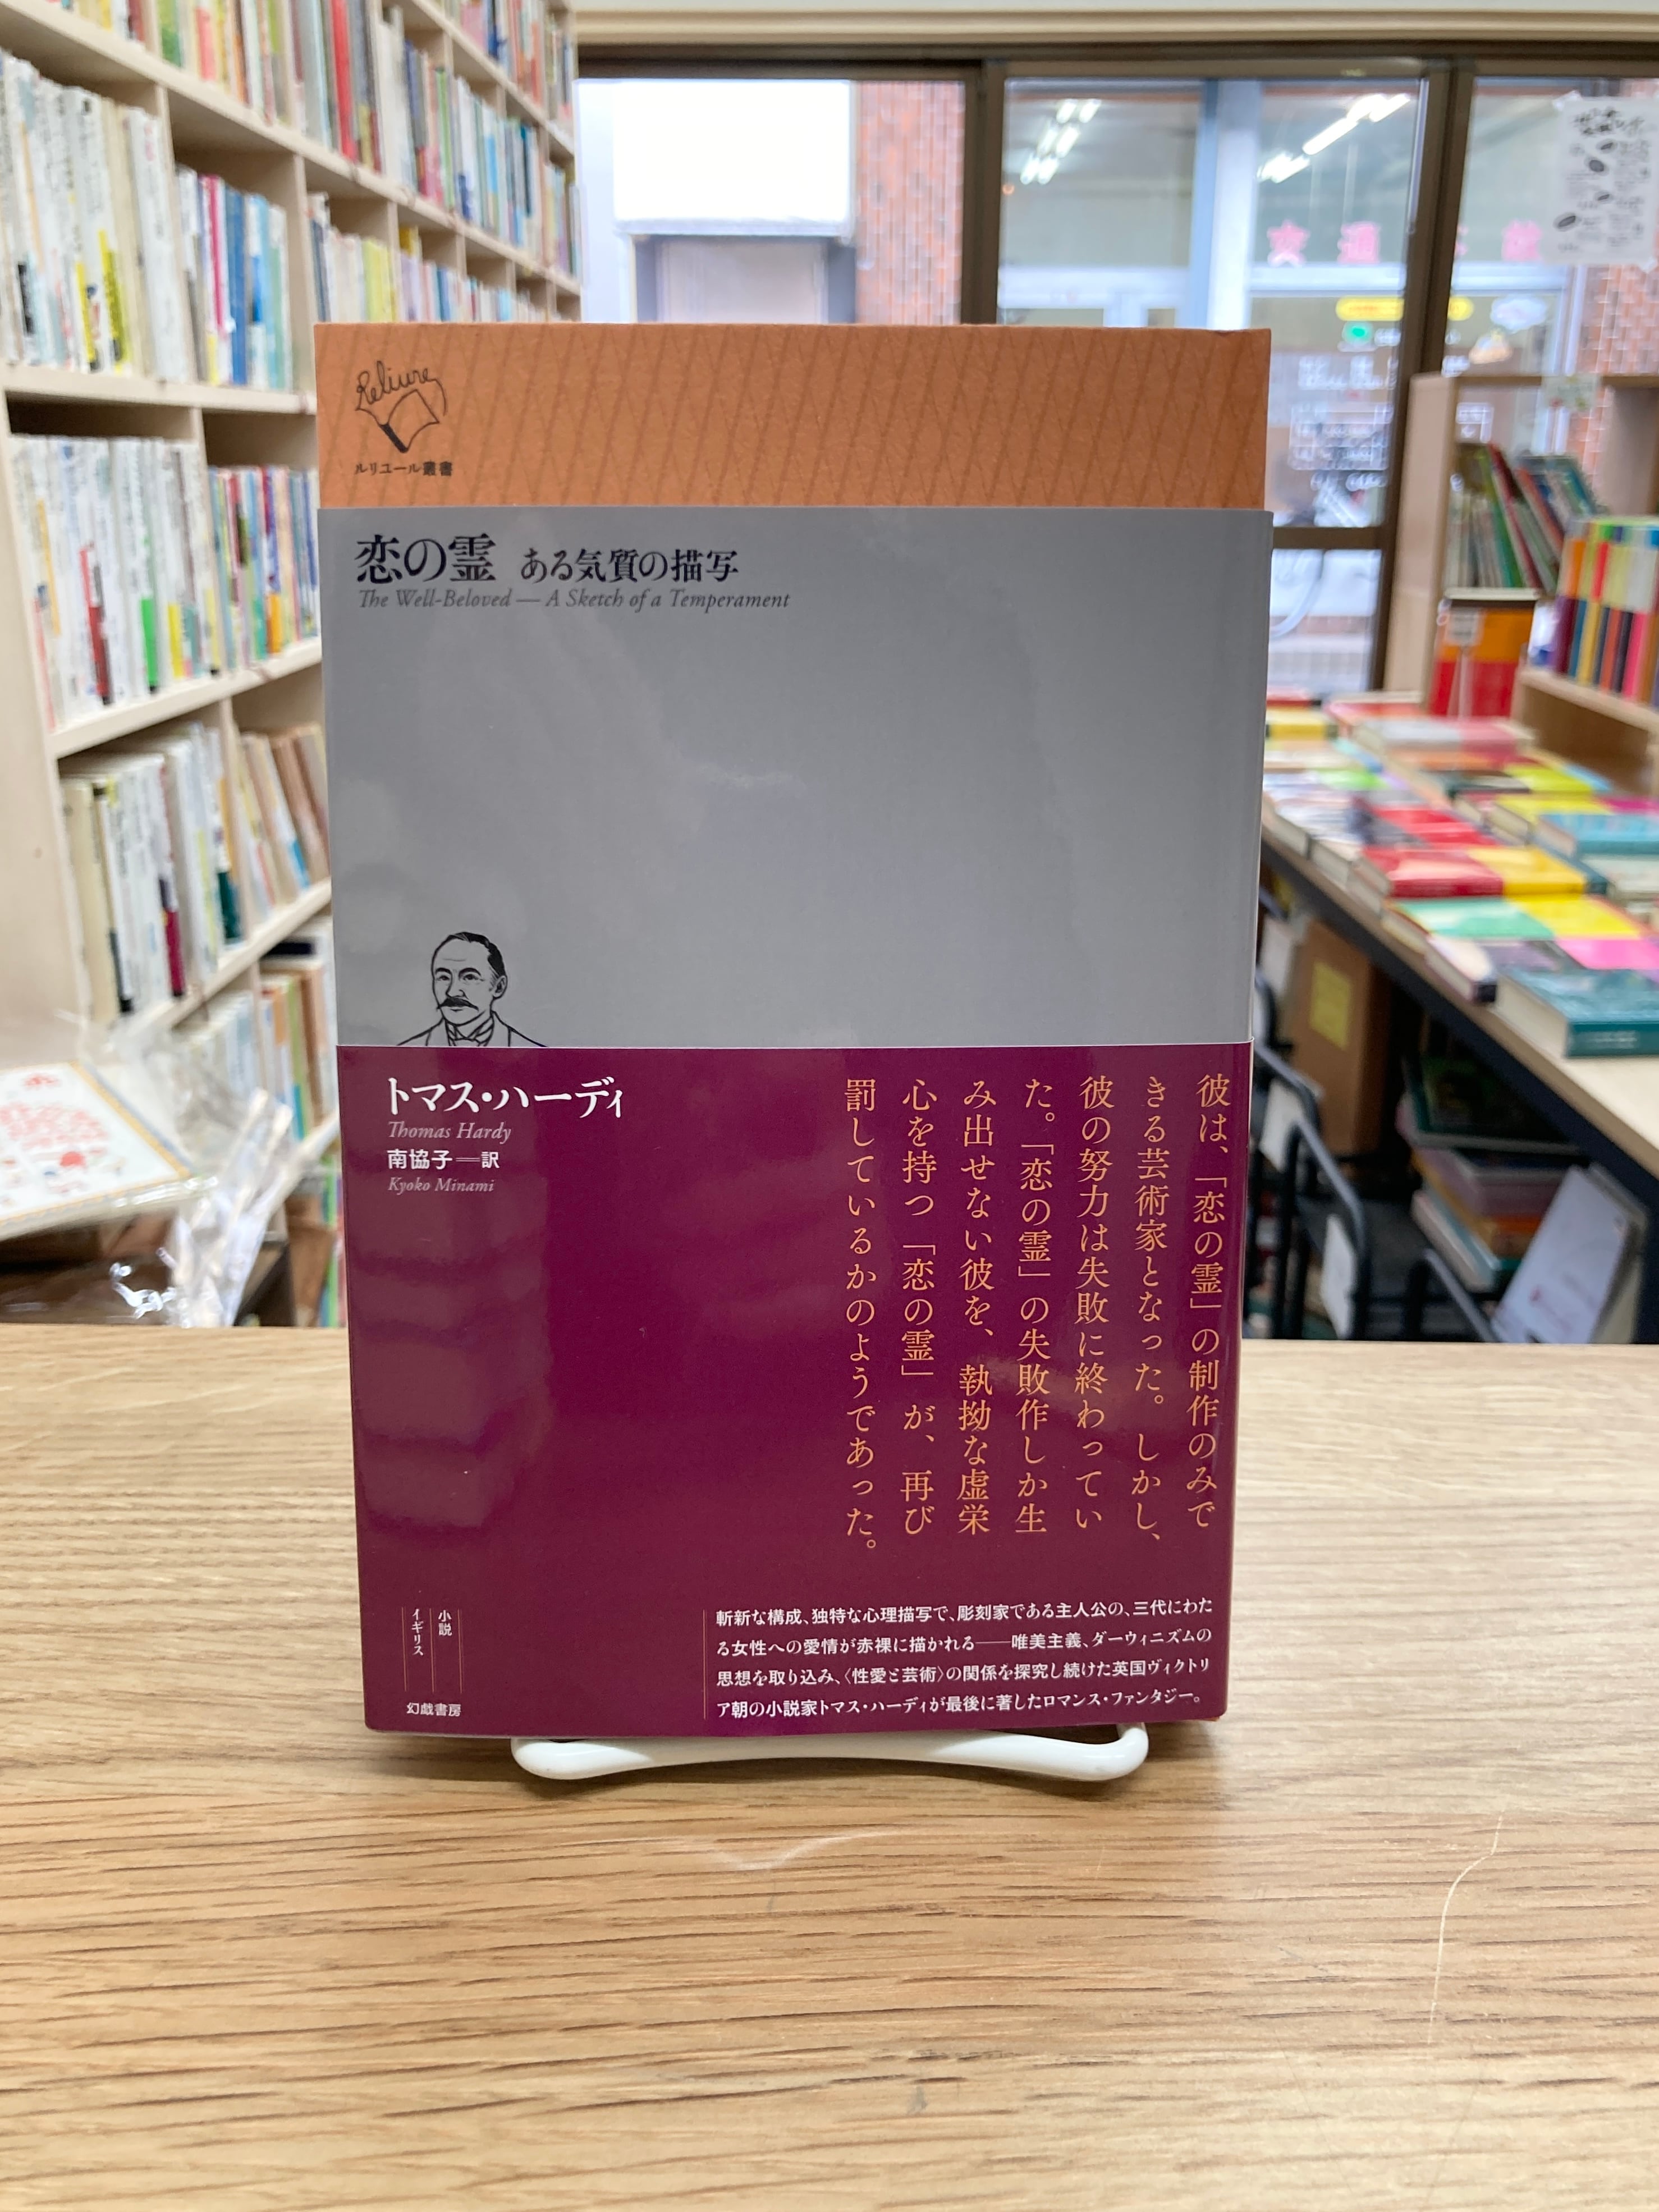 Reliure
ルリユール叢書
恋の霊 ある気質の描写
The Well-Beloved — A Sketch of a Temperament
トマス・ハーディ
Thomas Hardy
南協子＝訳
Kyoko Minami
彼は、「恋の霊」の制作のみで
きる芸術家となった。しかし、
彼の努力は失敗に終わってい
た。「恋の霊」の失敗作しか生
み出せない彼を、執拗な虚栄
心を持つ「恋の霊」が、再び
罰しているかのようであった。
小説
イギリス
幻戯書房
斬新な構成、独特な心理描写で、彫刻家である主人公の、三代にわた
る女性への愛情が赤裸に描かれる──唯美主義、ダーウィニズムの
思想を取り込み、〈性愛と芸術〉の関係を探究し続けた英国ヴィクトリ
ア朝の小説家トマス・ハーディが最後に著したロマンス・ファンタジー。